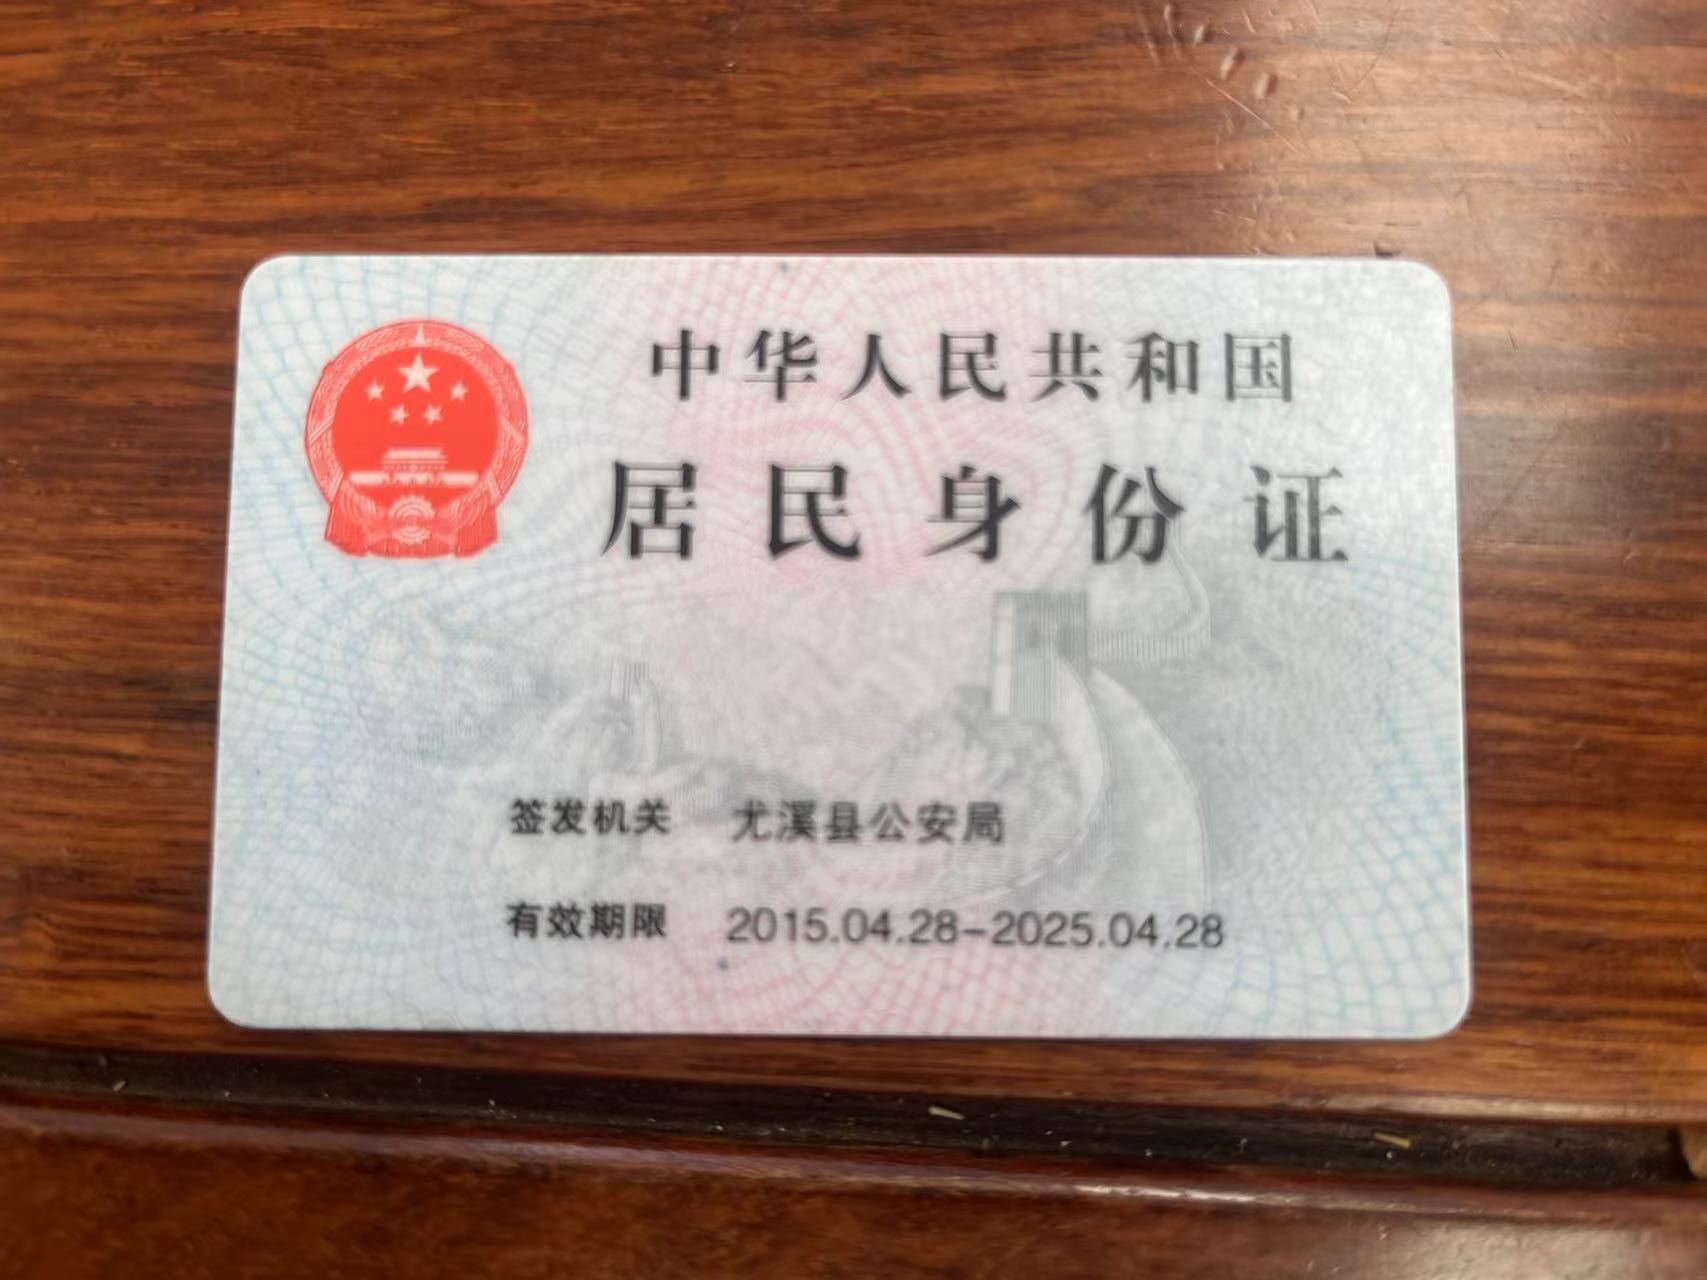 中华人民共和国
居民身份证
签发机关 尤溪县公安局
有效期限 2015.04.28-2025.04.28